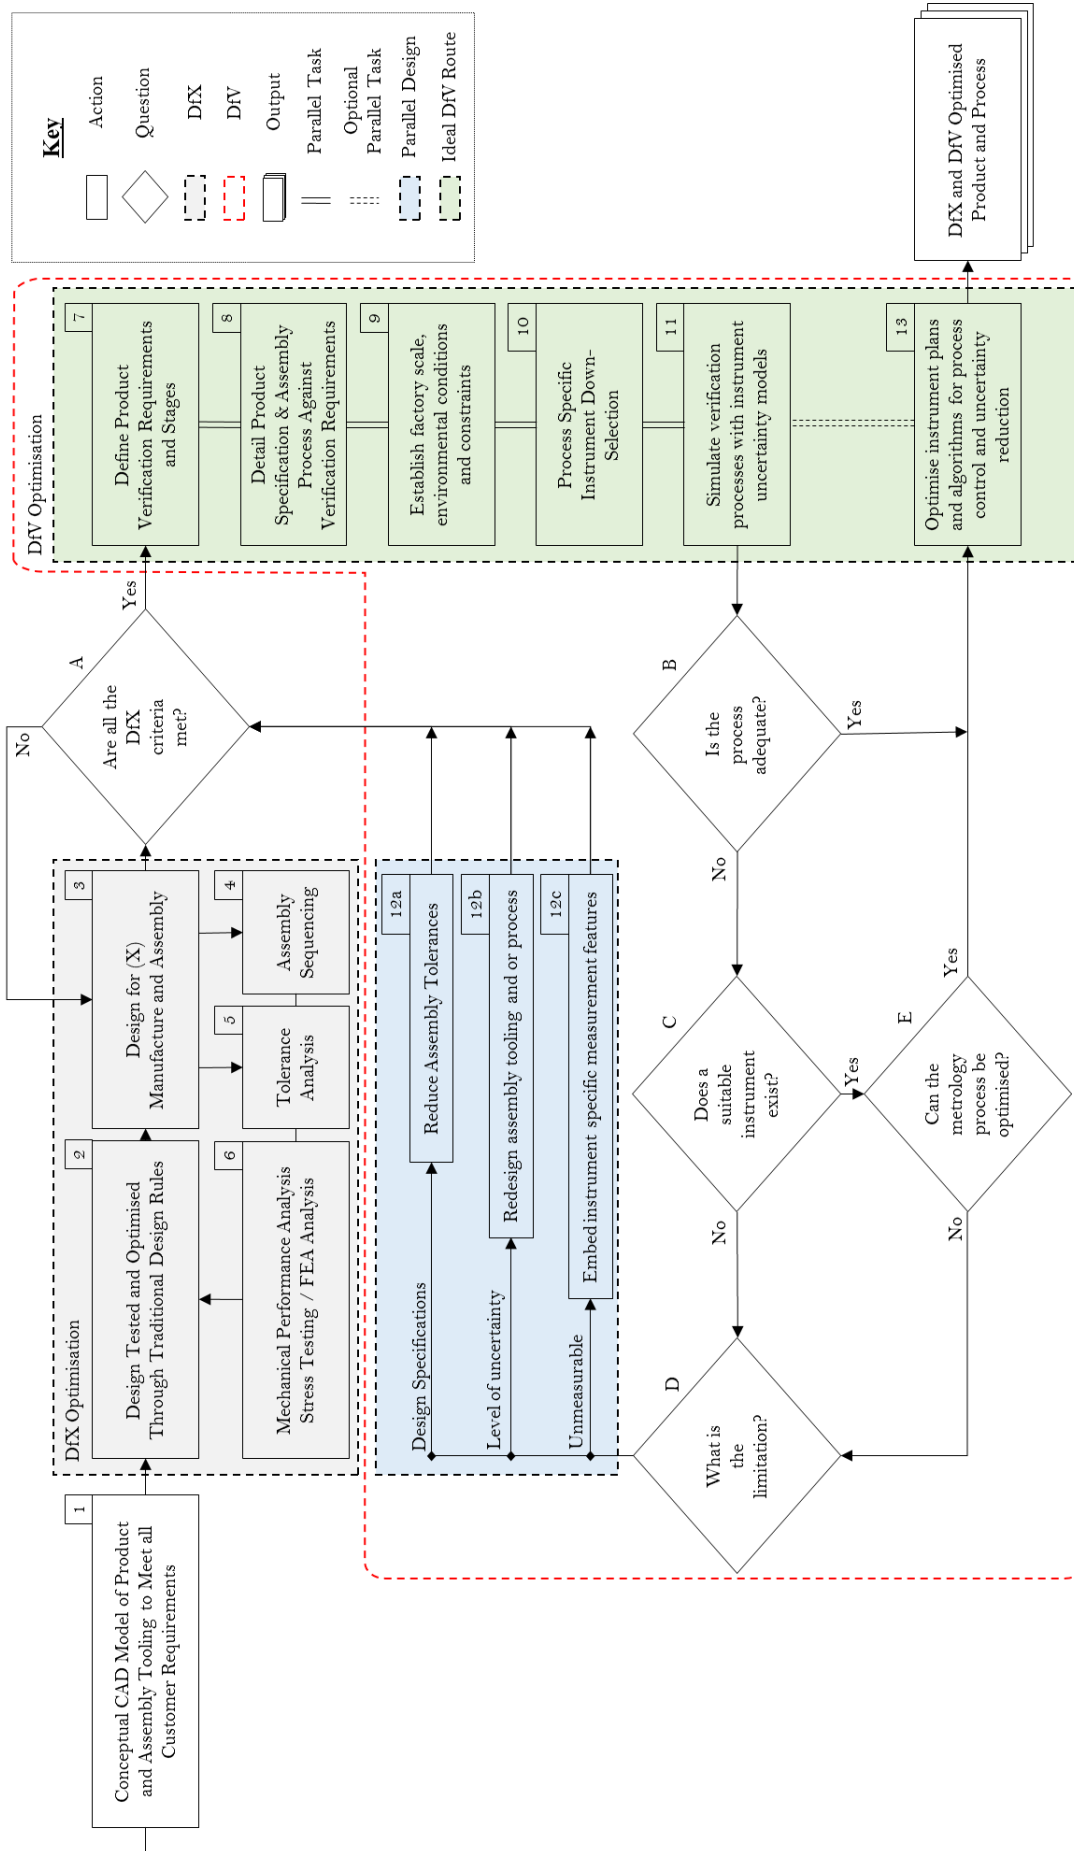 Conceptual CAD Model of Product
and Assembly Tooling to Meet all
Customer Requirements
1
DfX Optimisation
Design Tested and Optimised
Through Traditional Design Rules
2
Design for (X)
Manufacture and Assembly
3
Mechanical Performance Analysis
Stress Testing / FEA Analysis
6
Tolerance
Analysis
5
Assembly
Sequencing
4
No
Are all the
DfX
criteria
met?
A
Yes
DfV Optimisation
Define Product
Verification Requirements
and Stages
7
Detail Product
Specification & Assembly
Process Against
Verification Requirements
8
Establish factory scale,
environmental conditions
and constraints
9
Process Specific
Instrument Down-
Selection
10
Simulate verification
processes with instrument
uncertainty models
11
Optimise instrument plans
and algorithms for process
control and uncertainty
reduction
13
Design Specifications
Reduce Assembly Tolerances
12a
Level of uncertainty
Redesign assembly tooling and or process
12b
Unmeasurable
Embed instrument specific measurement features
12c
What is
the
limitation?
D
No
Does a
suitable
instrument
exist?
C
No
Is the
process
adequate?
B
Yes
Yes
No
Can the
metrology
process be
optimised?
E
Yes
Key
Action
Question
DfX
DfV
Output
Parallel Task
Optional
Parallel Task
Parallel Design
Ideal DfV Route
DfX and DfV Optimised
Product and Process